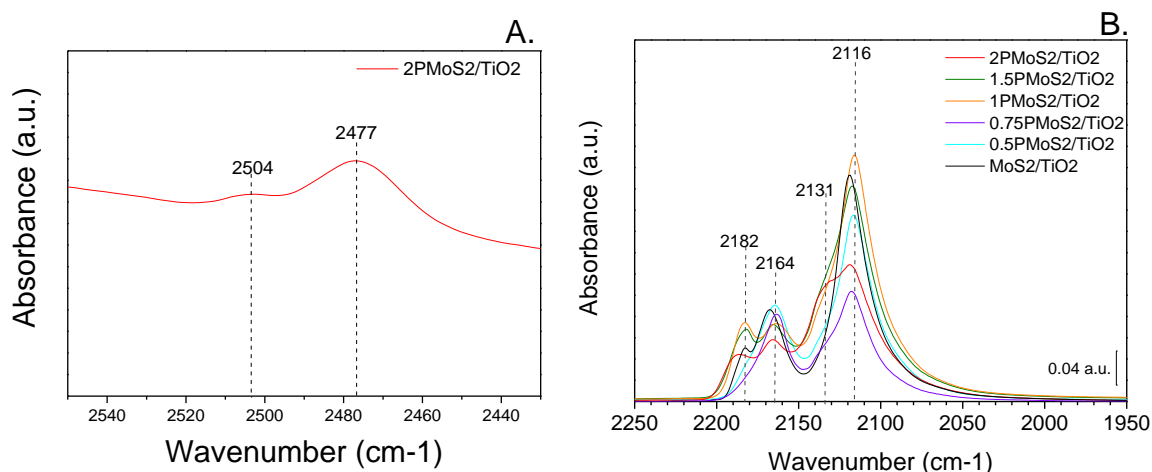 A.
2PMoS2/TiO2
2504
2477
Absorbance (a.u.)
2540 2520 2500 2480 2460 2440
Wavenumber (cm-1)
B.
2116
2131
2182
2164
2PMoS2/TiO2
1.5PMoS2/TiO2
1PMoS2/TiO2
0.75PMoS2/TiO2
0.5PMoS2/TiO2
MoS2/TiO2
Absorbance (a.u.)
0.04 a.u.
2250 2200 2150 2100 2050 2000 1950
Wavenumber (cm-1)